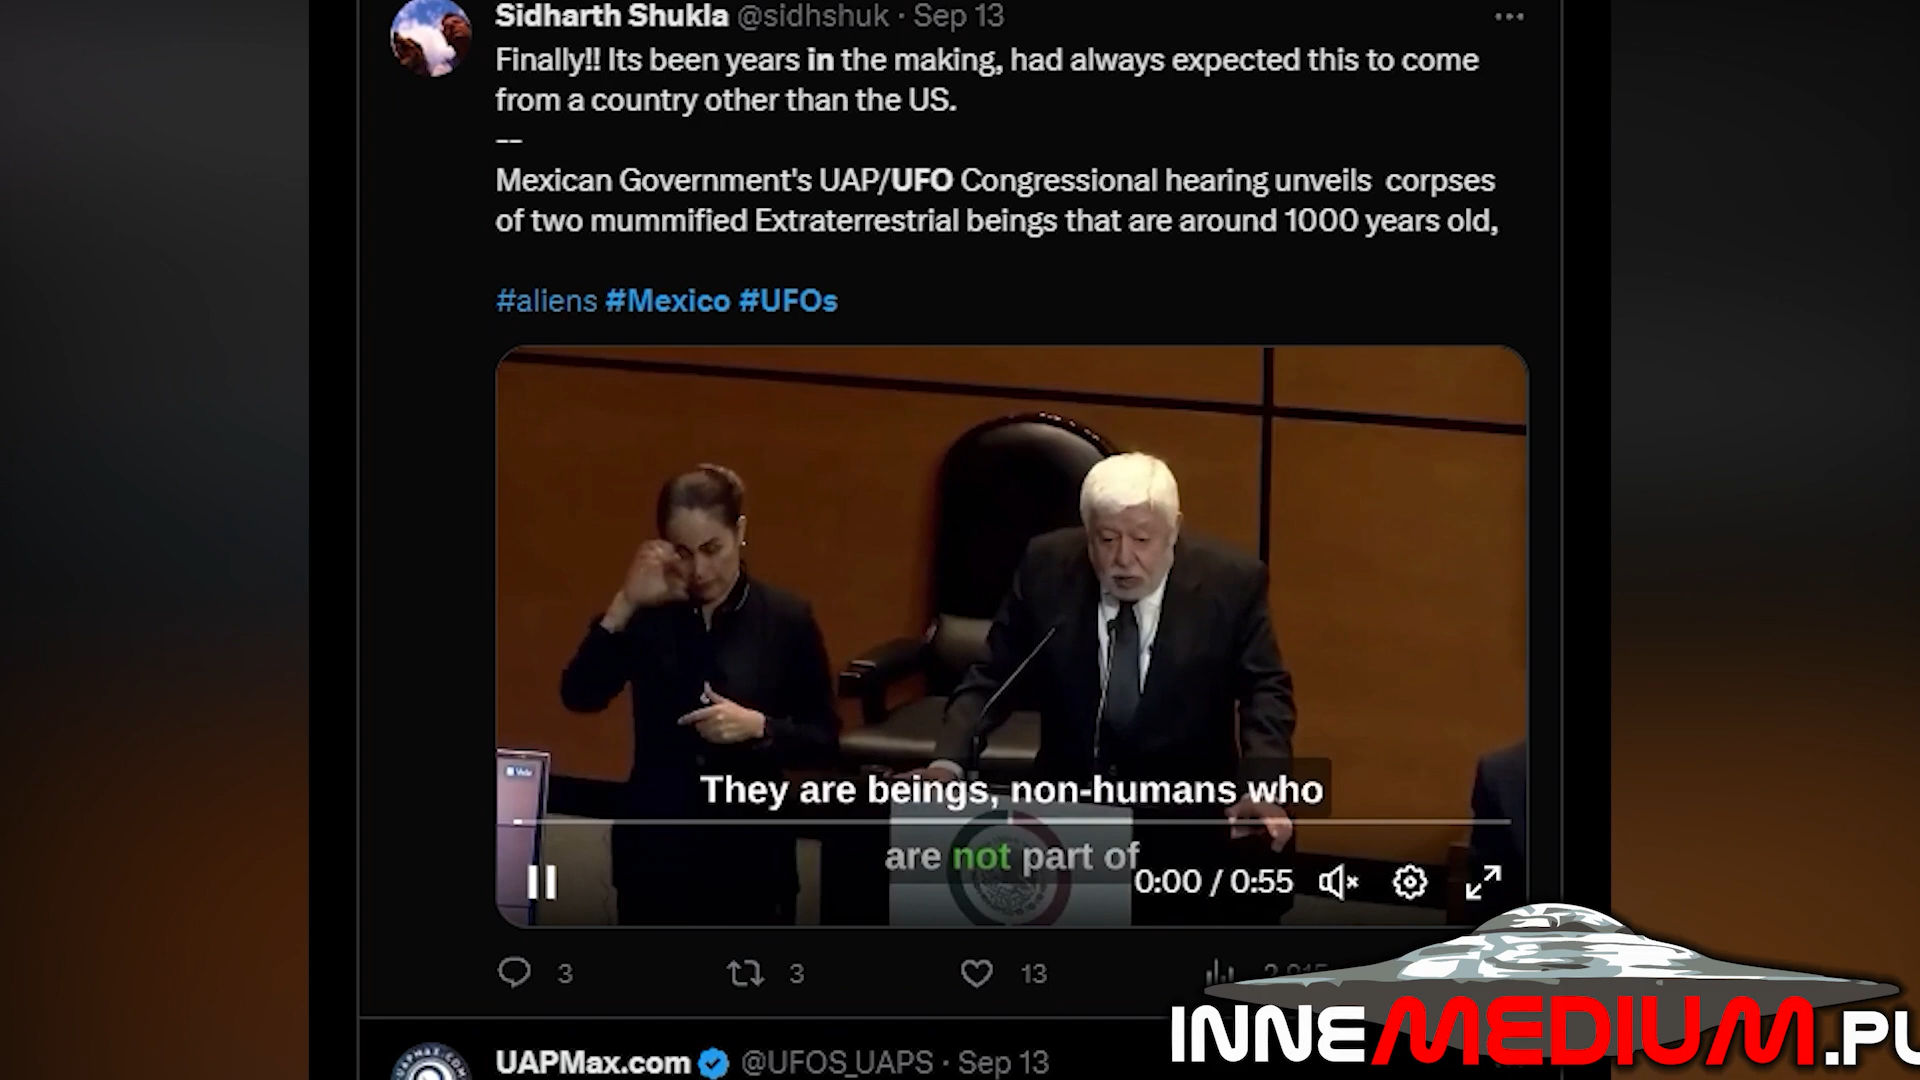 Sidharth Shukla @sidhshuk · Sep 13
Finally!! Its been years in the making, had always expected this to come
from a country other than the US.
--
Mexican Government's UAP/UFO Congressional hearing unveils corpses
of two mummified Extraterrestrial beings that are around 1000 years old,
#aliens #Mexico #UFOs
They are beings, non-humans who
are not part of
0:00 / 0:55
3 3 13
INNEMEDIUM.PL
UAPMax.com @UFOS_UAPS · Sep 13